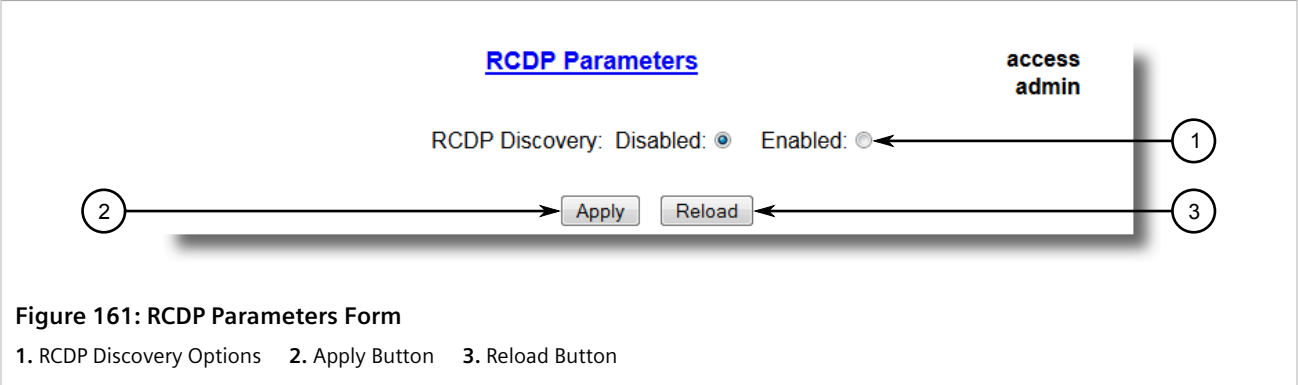 RCDP Parameters
access
admin
RCDP Discovery: Disabled: Enabled:
1
2
Apply Reload
3
Figure 161: RCDP Parameters Form
1. RCDP Discovery Options 2. Apply Button 3. Reload Button